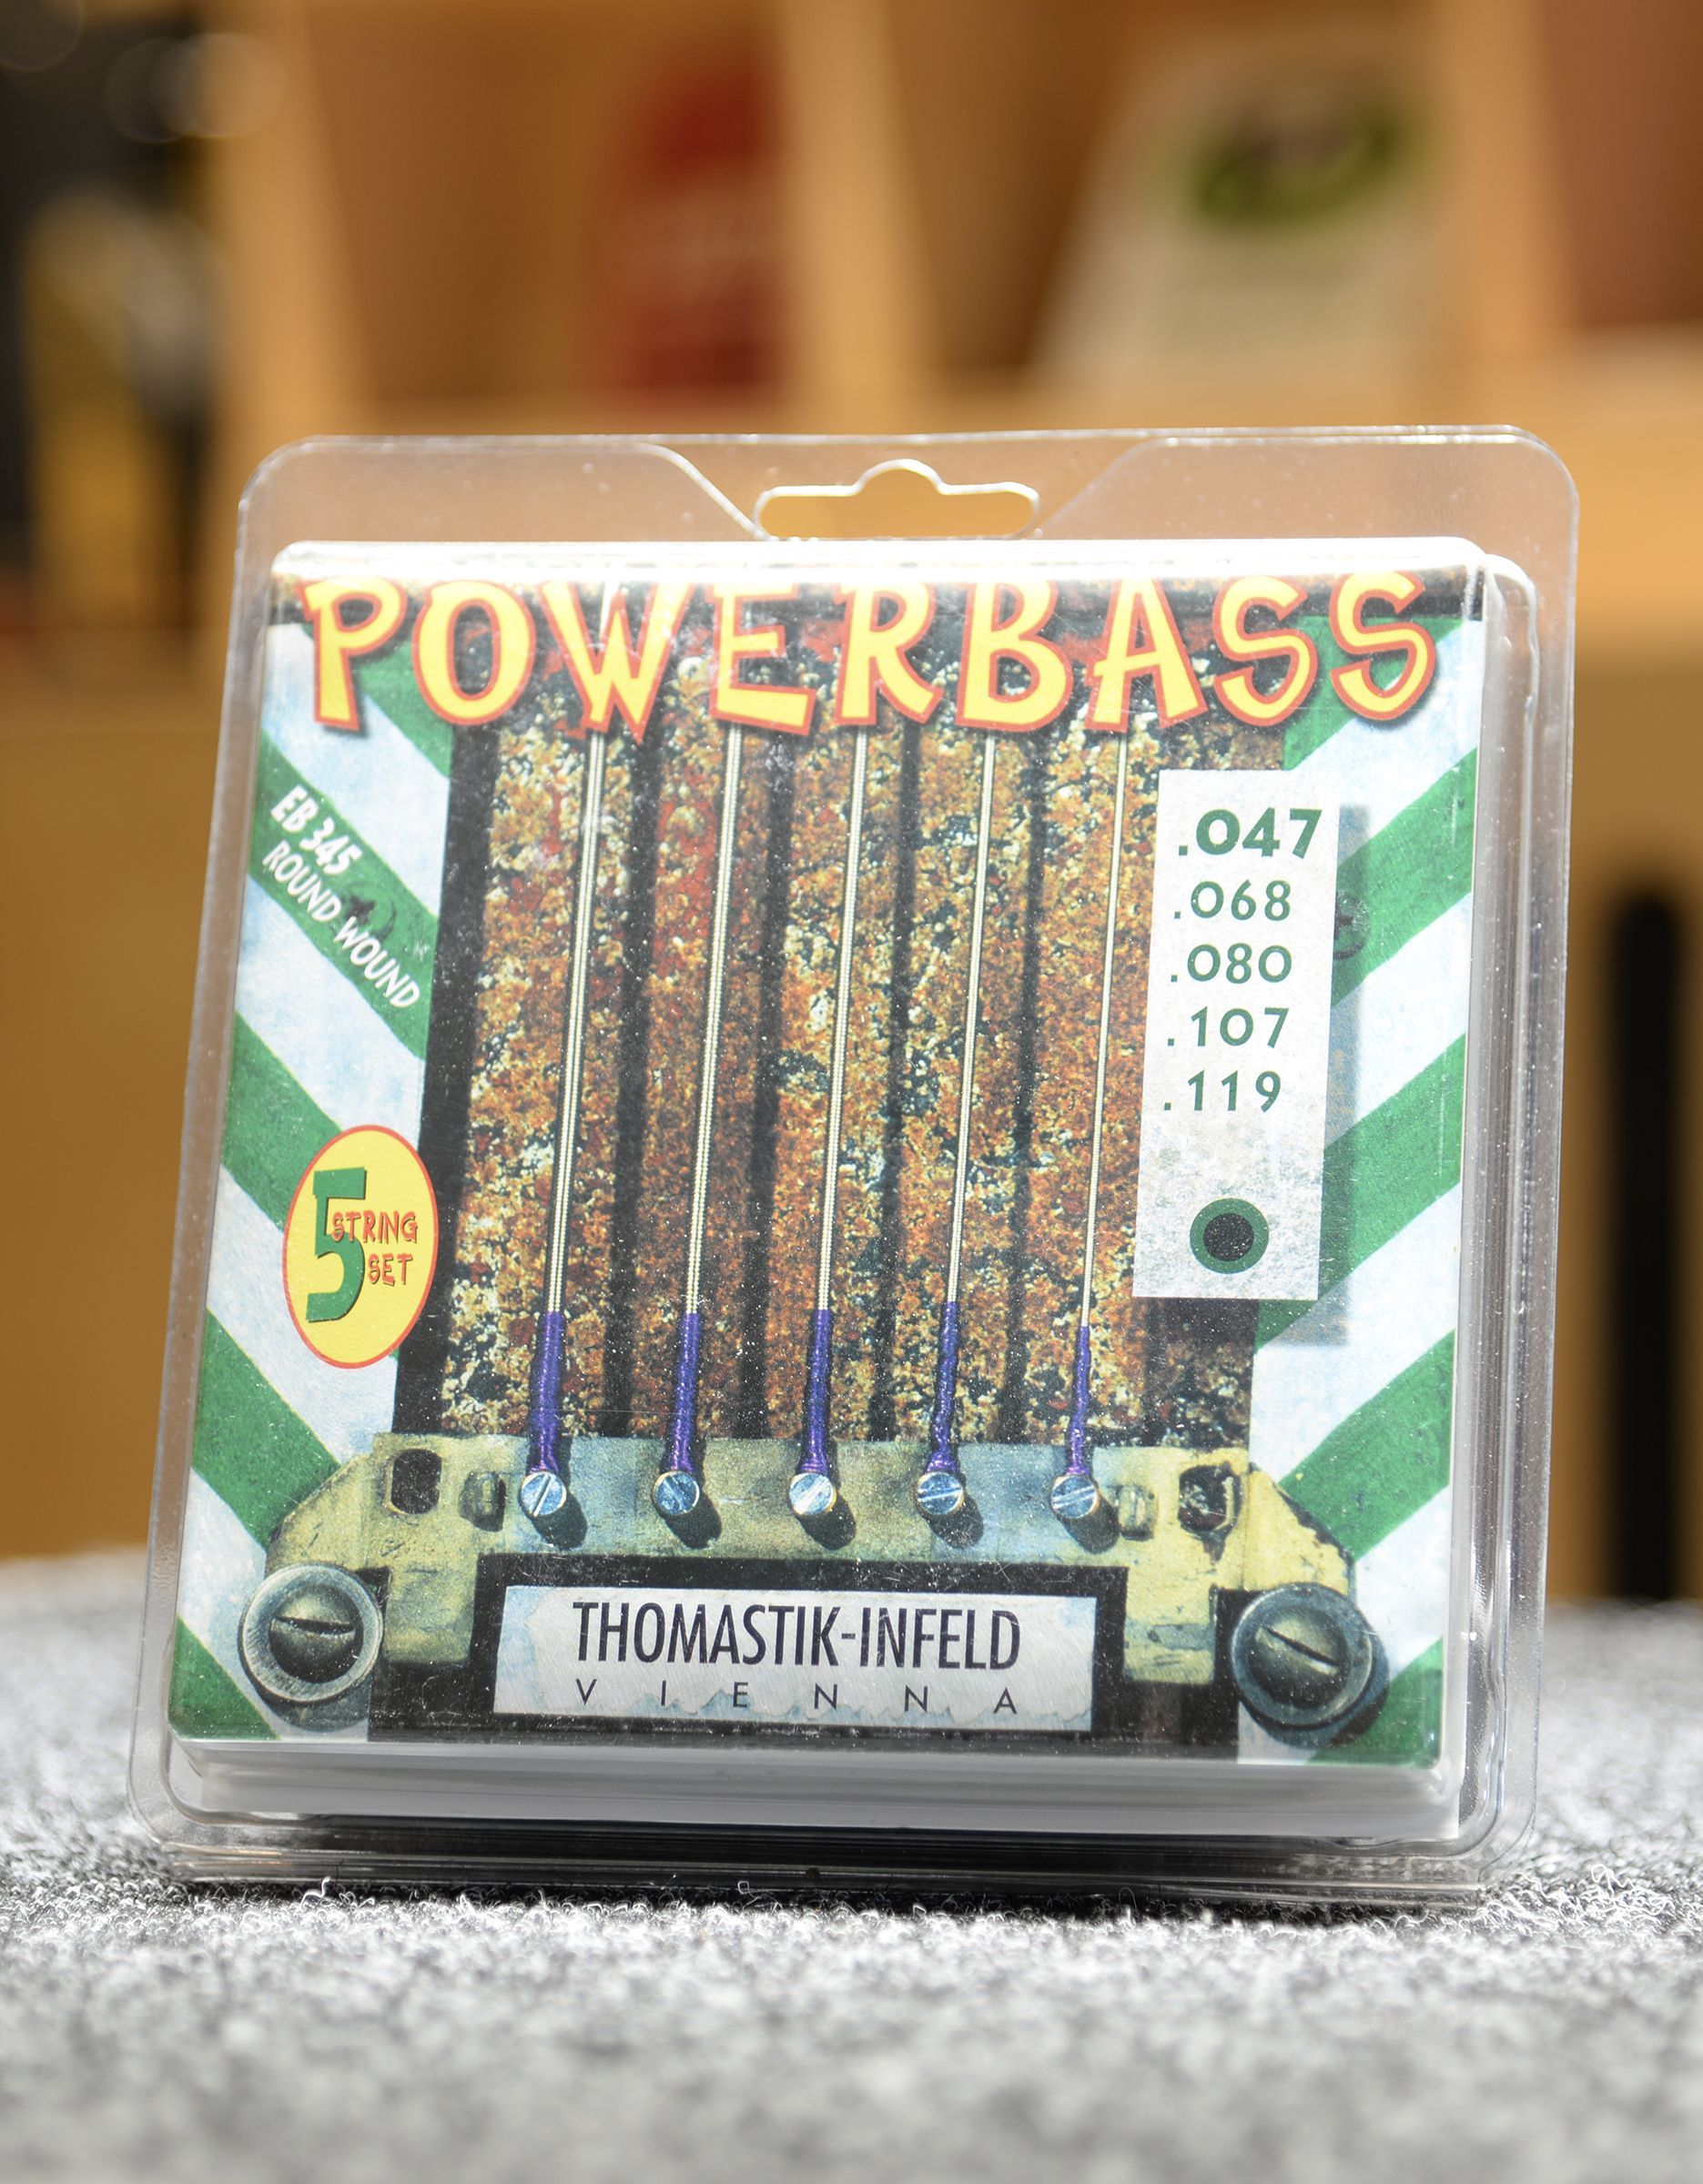 POWERBASS
EB 345
ROUND WOUND
.047
.068
.080
.107
.119
5
STRING
SET
THOMASTIK-INFELD
VIENNA